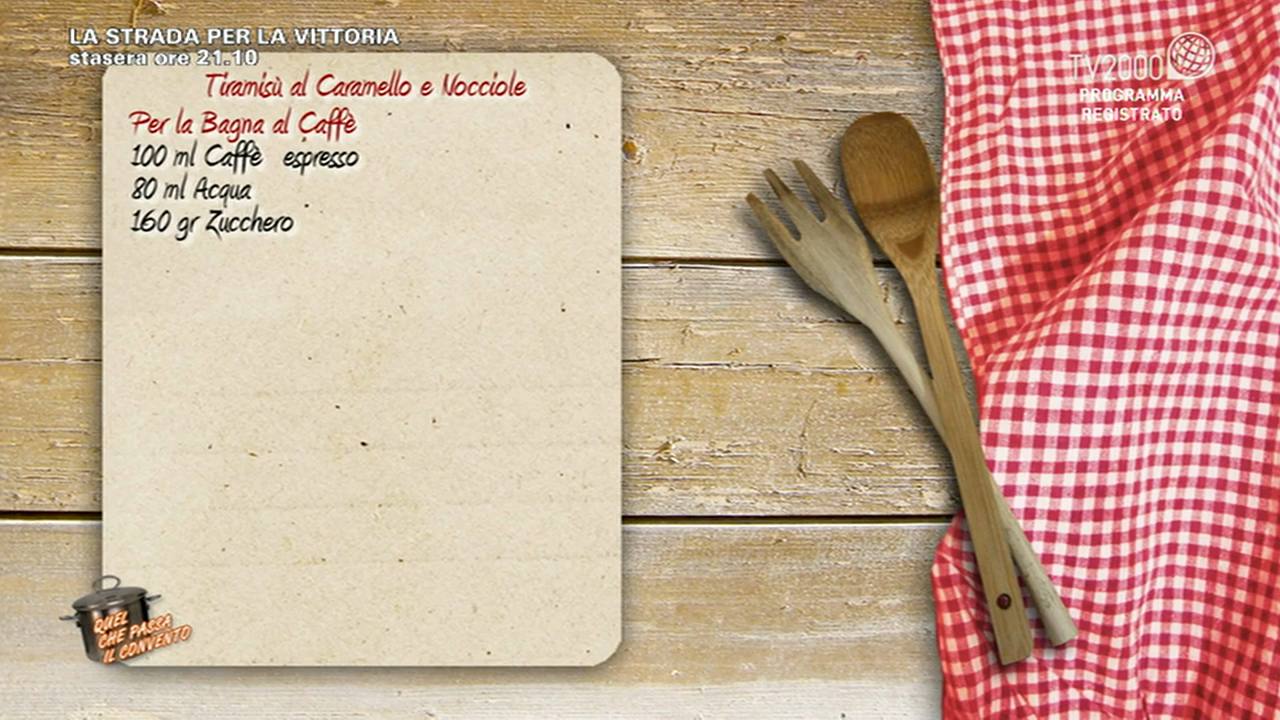 LA STRADA PER LA VITTORIA
stasera ore 21.10
TV2000
PROGRAMMA
REGISTRATO
Tiramisù al Caramello e Nocciole
Per la Bagna al Caffè
100 ml Caffè espresso
80 ml Acqua
160 gr Zucchero
QUEL
CHE PASSA
IL CONVENTO